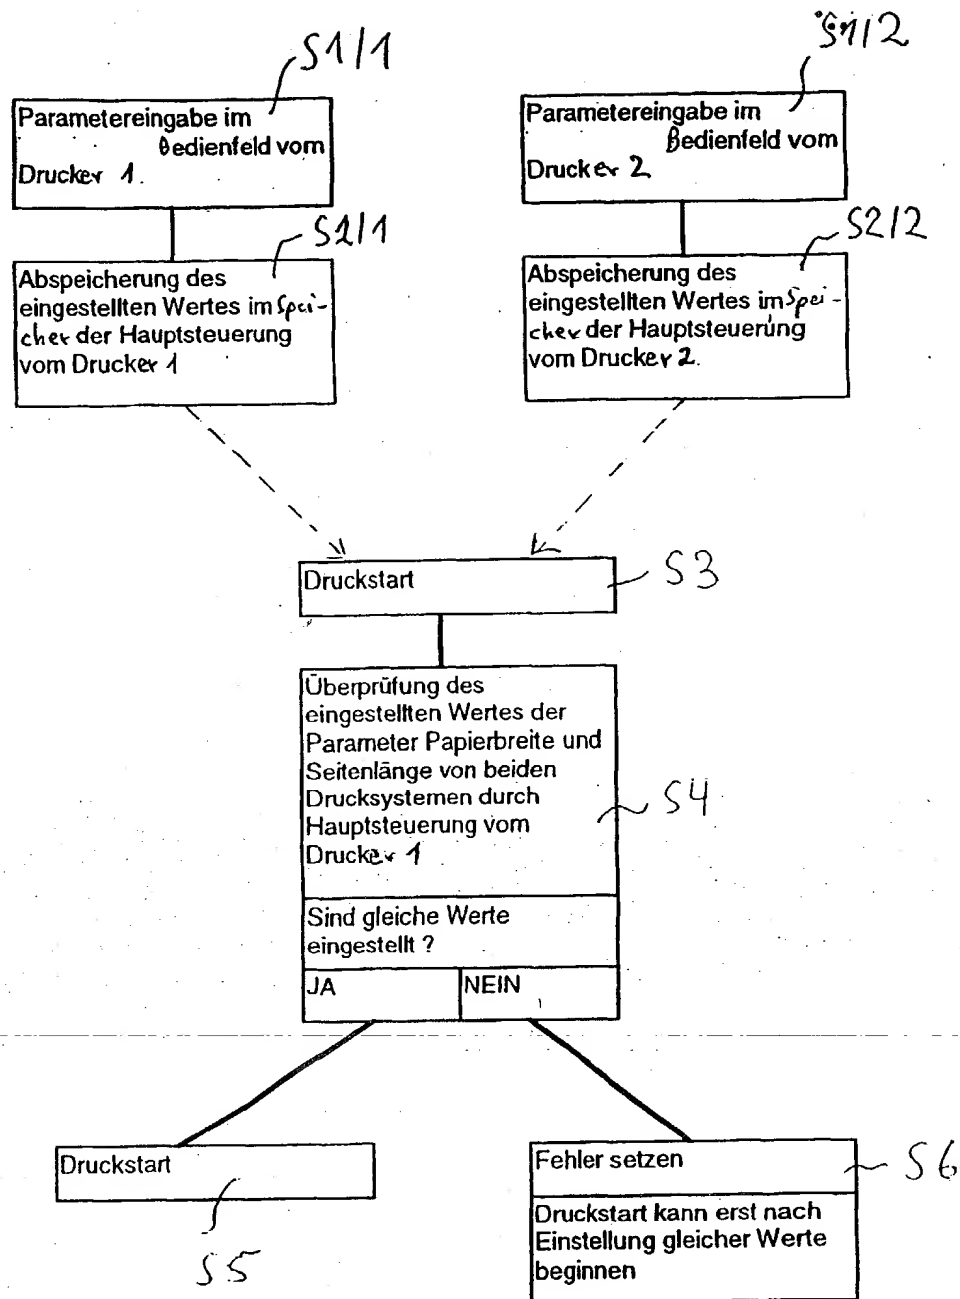 S1/1
Parametereingabe im
Bedienfeld vom
Drucker 1.
S1/2
Parametereingabe im
Bedienfeld vom
Drucker 2
S2/1
Abspeicherung des
eingestellten Wertes im Spei-
cher der Hauptsteuerung
vom Drucker 1
S2/2
Abspeicherung des
eingestellten Wertes im Spei-
cher der Hauptsteuerung
vom Drucker 2.
Druckstart
S3
Überprüfung des
eingestellten Wertes der
Parameter Papierbreite und
Seitenlänge von beiden
Drucksystemen durch
Hauptsteuerung vom
Drucker 1
S4
Sind gleiche Werte
eingestellt ?
JA
NEIN
Druckstart
S5
Fehler setzen
S6
Druckstart kann erst nach
Einstellung gleicher Werte
beginnen